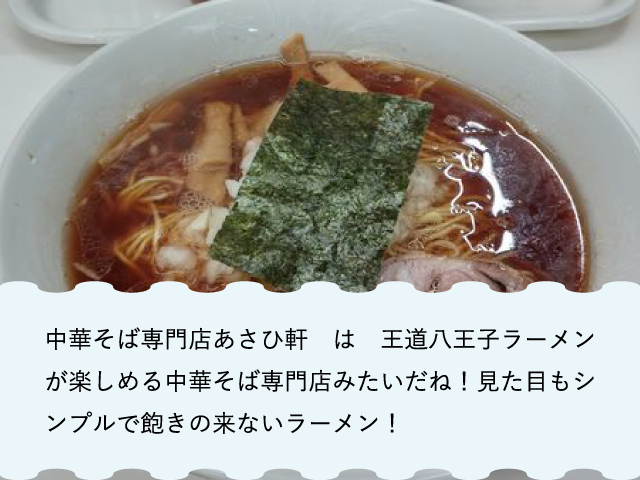 中華そば専門店あさひ軒　は　王道八王子ラーメン
が楽しめる中華そば専門店みたいだね！見た目もシ
ンプルで飽きの来ないラーメン！